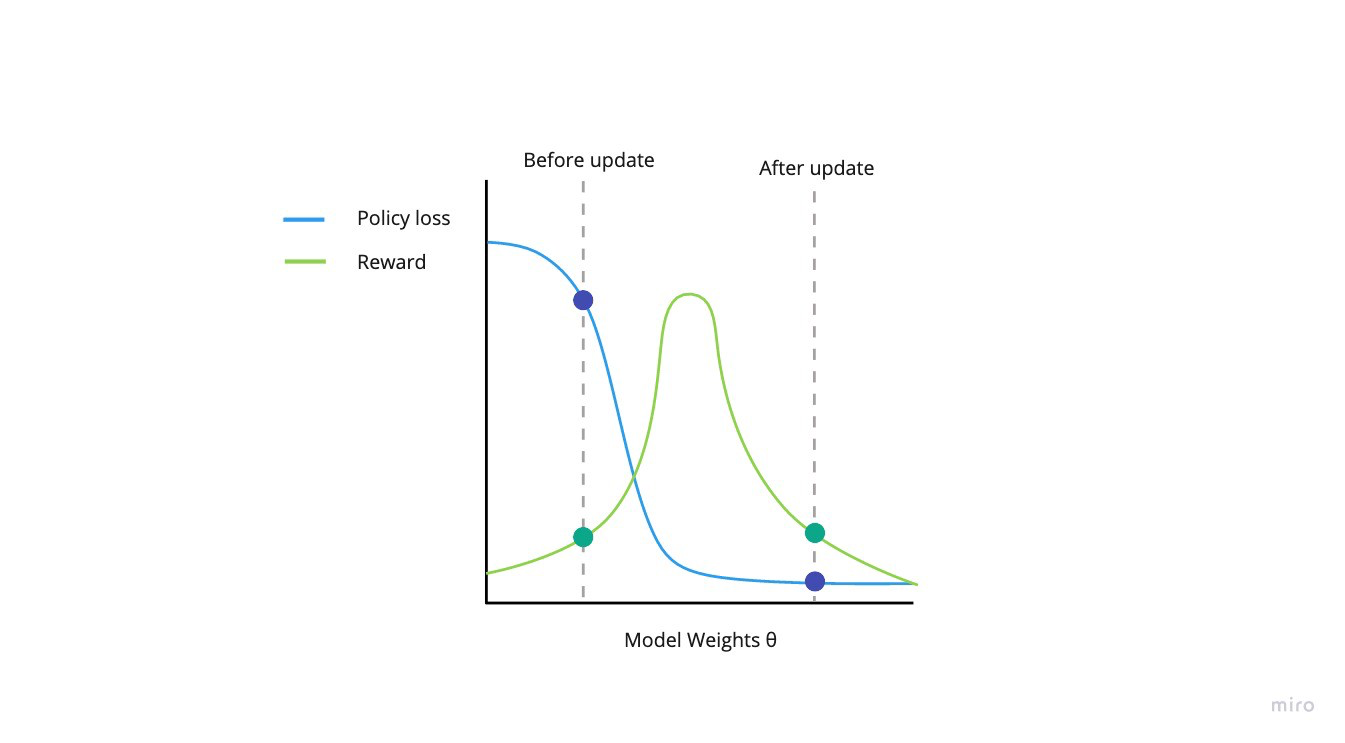 Before update
After update
Policy loss
Reward
Model Weights θ
miro